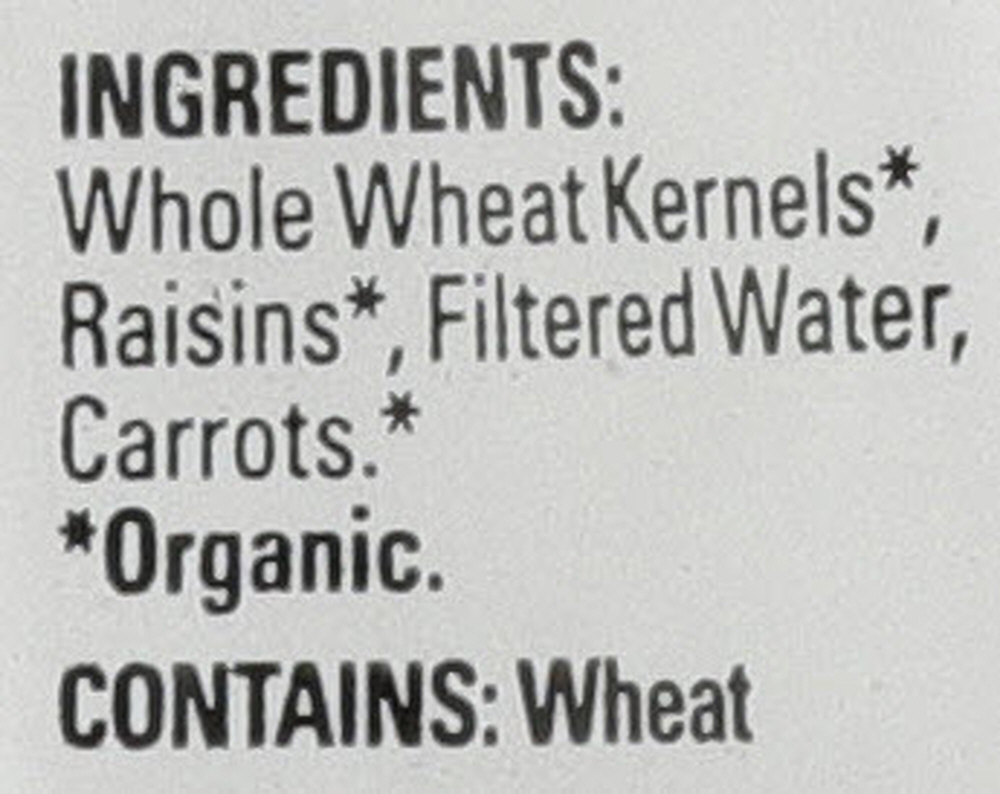 INGREDIENTS:
Whole Wheat Kernels*,
Raisins*, Filtered Water,
Carrots.*
*Organic.
CONTAINS: Wheat